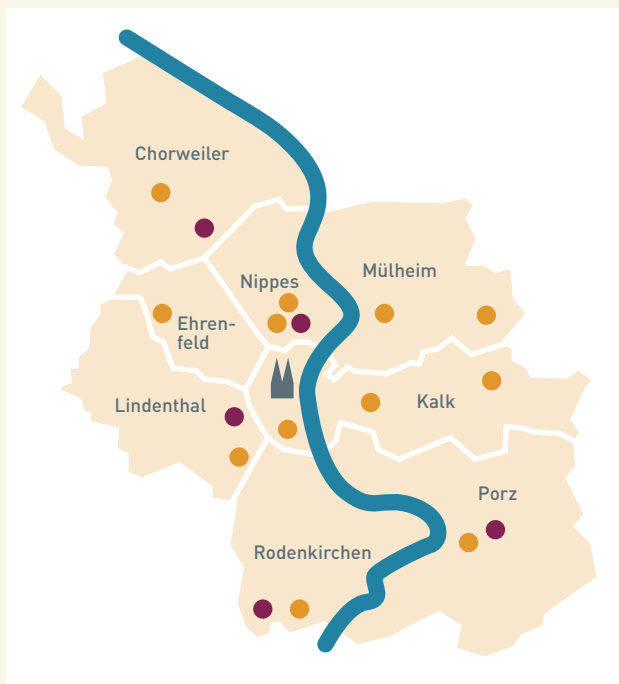 Chorweiler
Nippes
Mülheim
Ehren-
feld
Lindenthal
Kalk
Porz
Rodenkirchen